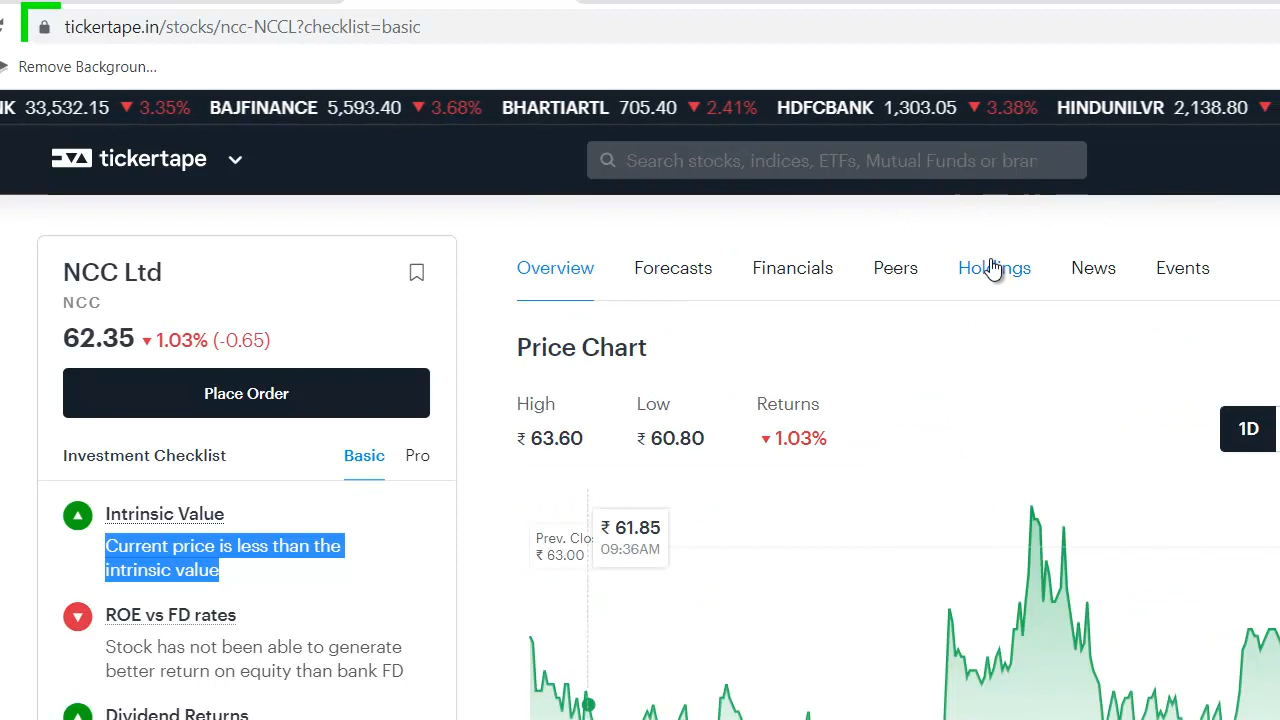 tickertape.in/stocks/ncc-NCCL?checklist=basic
Remove Backgroun...
33,532.15 ▼ 3.35% BAJFINANCE 5,593.40 ▼ 3.68% BHARTIARTL 705.40 ▼ 2.41% HDFCBANK 1,303.05 ▼ 3.38% HINDUNILVR 2,138.80 ▼
tickertape
Search stocks, indices, ETFs, Mutual Funds or bran
NCC Ltd
NCC
62.35 ▼ 1.03% (-0.65)
Place Order
Investment Checklist Basic Pro
Intrinsic Value
Current price is less than the
intrinsic value
ROE vs FD rates
Stock has not been able to generate
better return on equity than bank FD
Dividend Returns
Overview Forecasts Financials Peers Holdings News Events
Price Chart
High Low Returns
₹ 63.60 ₹ 60.80 ▼ 1.03%
1D
Prev. Clo
₹ 63.00
₹ 61.85
09:36AM